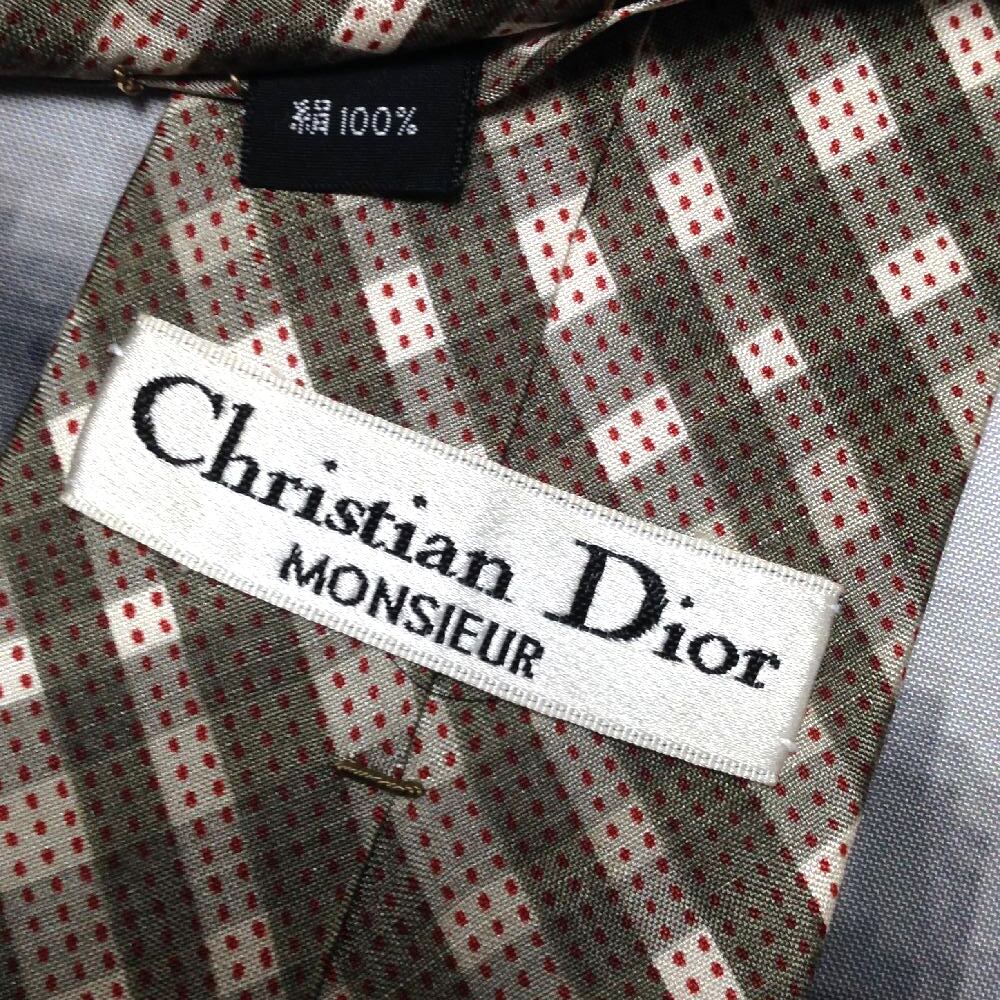 絹100%
Christian Dior
MONSIEUR